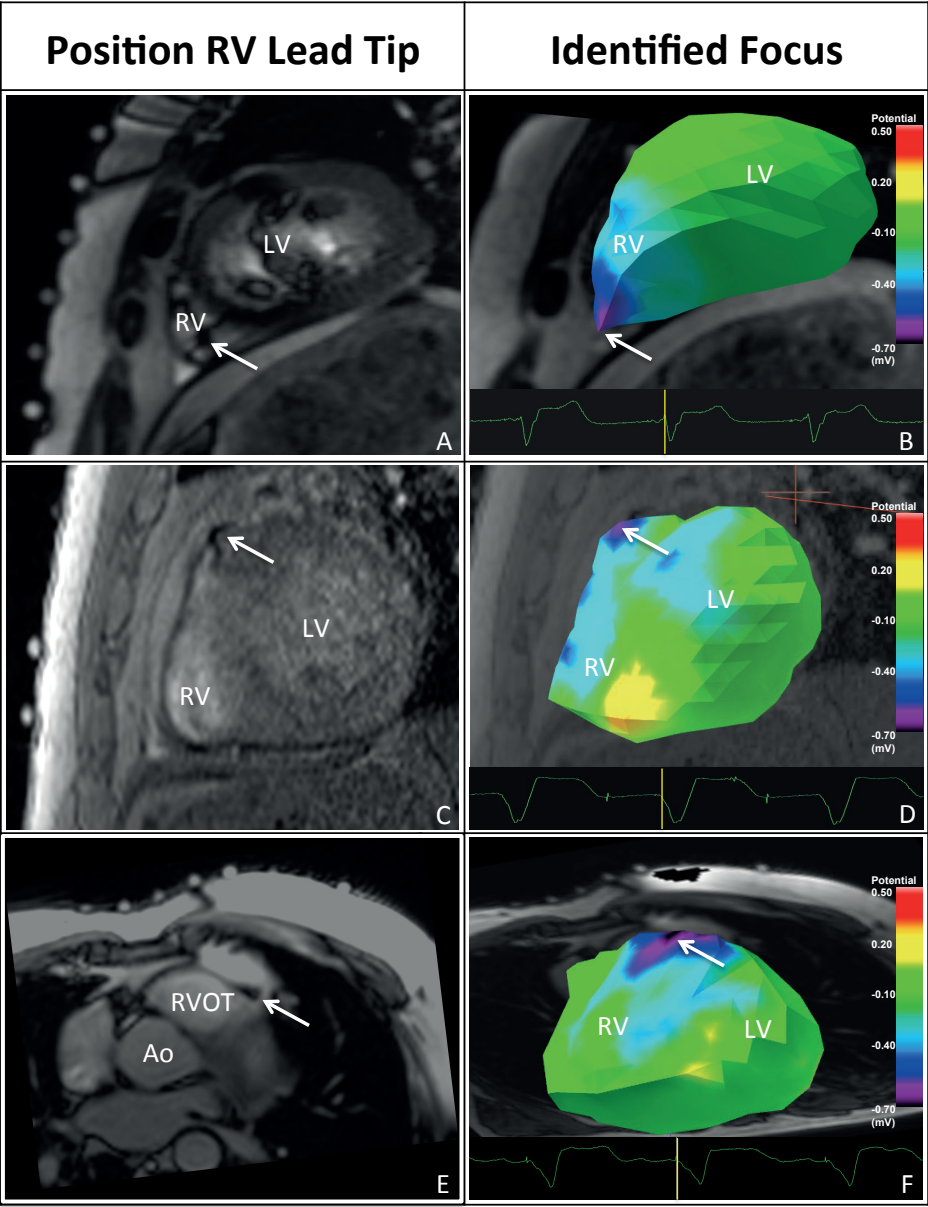 Position RV Lead Tip
Identified Focus
LV
RV
A
LV
RV
Potential
0.50
0.20
-0.10
-0.40
-0.70
(mV)
B
LV
RV
C
LV
RV
Potential
0.50
0.20
-0.10
-0.40
-0.70
(mV)
D
RVOT
Ao
E
RV
LV
Potential
0.50
0.20
-0.10
-0.40
-0.70
(mV)
F